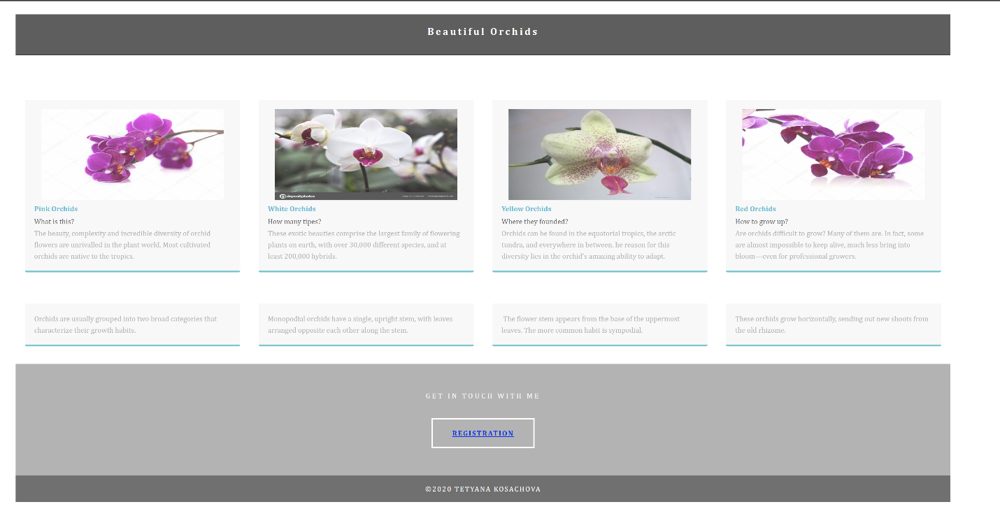 Beautiful Orchids
Pink Orchids
What is this?
The beauty, complexity and incredible diversity of orchid
flowers are unrivalled in the plant world. Most cultivated
orchids are native to the tropics.
depositphotos
White Orchids
How many tipes?
These exotic beauties comprise the largest family of flowering
plants on earth, with over 30,000 different species, and at
least 200,000 hybrids.
Yellow Orchids
Where they founded?
Orchids can be found in the equatorial tropics, the arctic
tundra, and everywhere in between. he reason for this
diversity lies in the orchid's amazing ability to adapt.
Red Orchids
How to grow up?
Are orchids difficult to grow? Many of them are. In fact, some
are almost impossible to keep alive, much less bring into
bloom—even for professional growers.
Orchids are usually grouped into two broad categories that
characterize their growth habits.
Monopodial orchids have a single, upright stem, with leaves
arranged opposite each other along the stem.
The flower stem appears from the base of the uppermost
leaves. The more common habit is sympodial.
These orchids grow horizontally, sending out new shoots from
the old rhizome.
GET IN TOUCH WITH ME
REGISTRATION
©2020 TETYANA KOSACHOVA